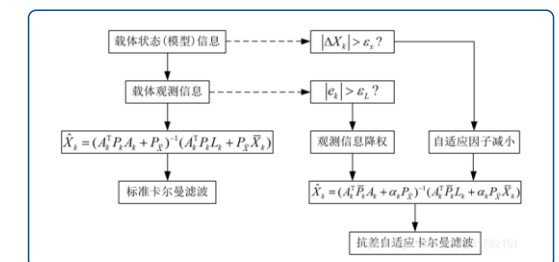 载体状态(模型)信息
|ΔX_k|>ε_x?
载体观测信息
|e_k|>ε_L?
X̂_k=(A_k^T P_k A_k+P_X̄)^{-1}(A_k^T P_k L_k+P_X̄ X̄_k)
观测信息降权
自适应因子减小
标准卡尔曼滤波
X̂_k=(A_k^T P̄_k A_k+α_k P_X̄)^{-1}(A_k^T P̄_k L_k+α_k P_X̄ X̄_k)
抗差自适应卡尔曼滤波